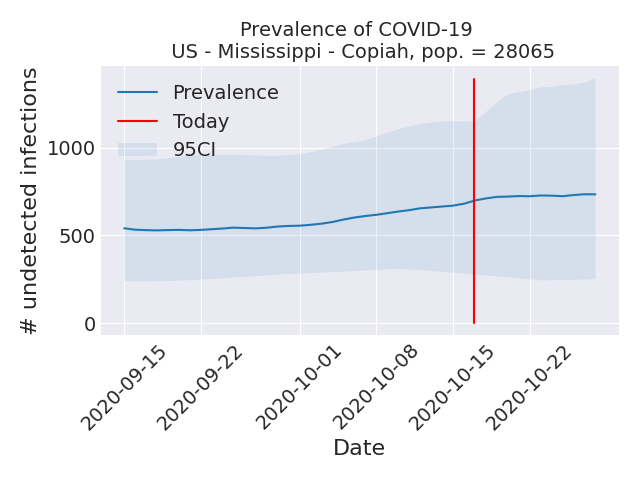 Prevalence of COVID-19
US - Mississippi - Copiah, pop. = 28065
# undetected infections
1000
500
0
Prevalence
Today
95CI
2020-09-15
2020-09-22
2020-10-01
2020-10-08
2020-10-15
2020-10-22
Date